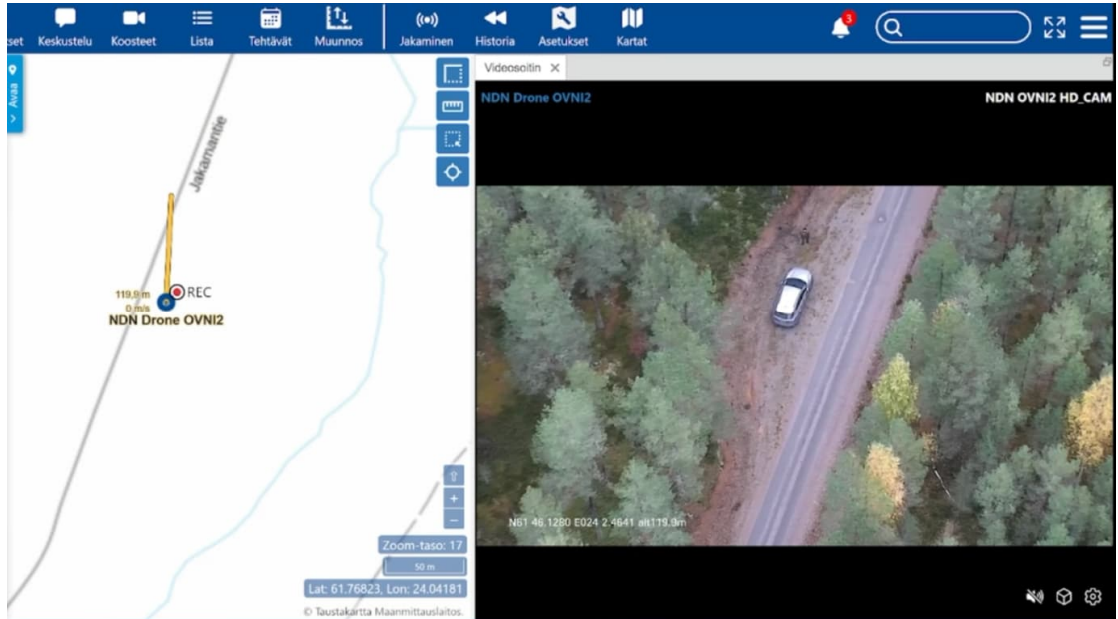 set Keskustelu Koosteet Lista Tehtävät Muunnos Jakaminen Historia Asetukset Kartat
3
Avaa
Jakamantie
119,9 m
REC
0 m/s
NDN Drone OVNI2
Zoom-taso: 17
50 m
Lat: 61.76823, Lon: 24.04181
© Taustakartta Maanmittauslaitos.
Videosoitin
NDN Drone OVNI2
NDN OVNI2 HD_CAM
N61 46.1280 E024 2.4641 alt119.9m